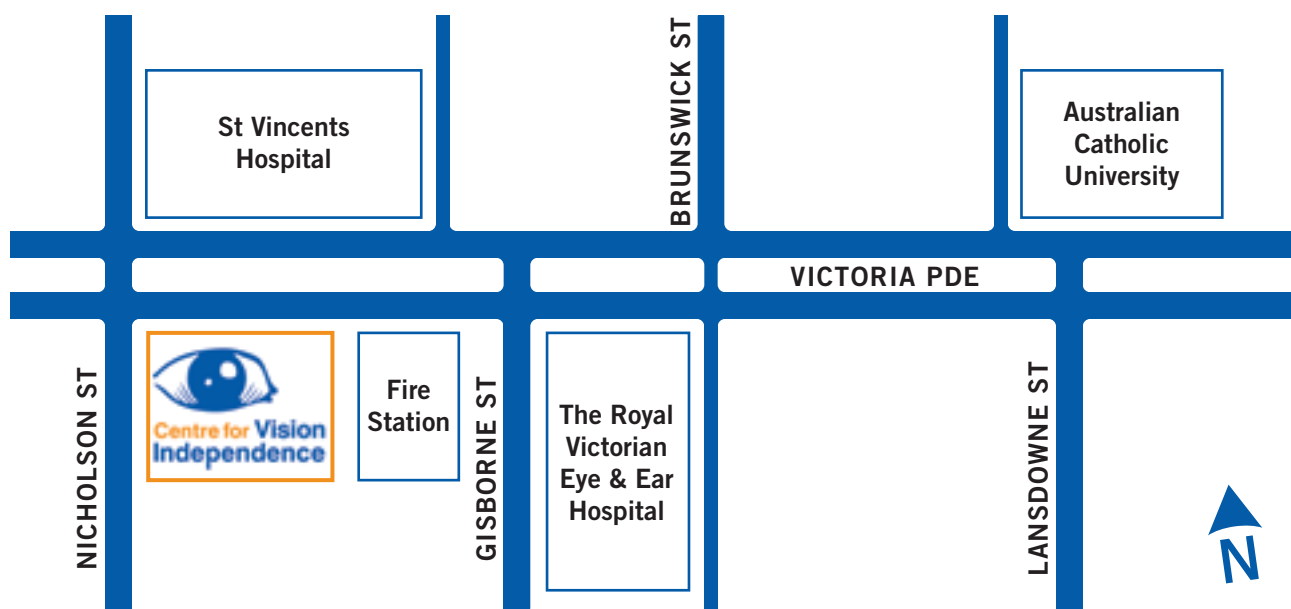 BRUNSWICK ST
St Vincents
Hospital
Australian
Catholic
University
VICTORIA PDE
NICHOLSON ST
Centre for Vision
Independence
Fire
Station
GISBORNE ST
The Royal
Victorian
Eye & Ear
Hospital
LANSDOWNE ST
N